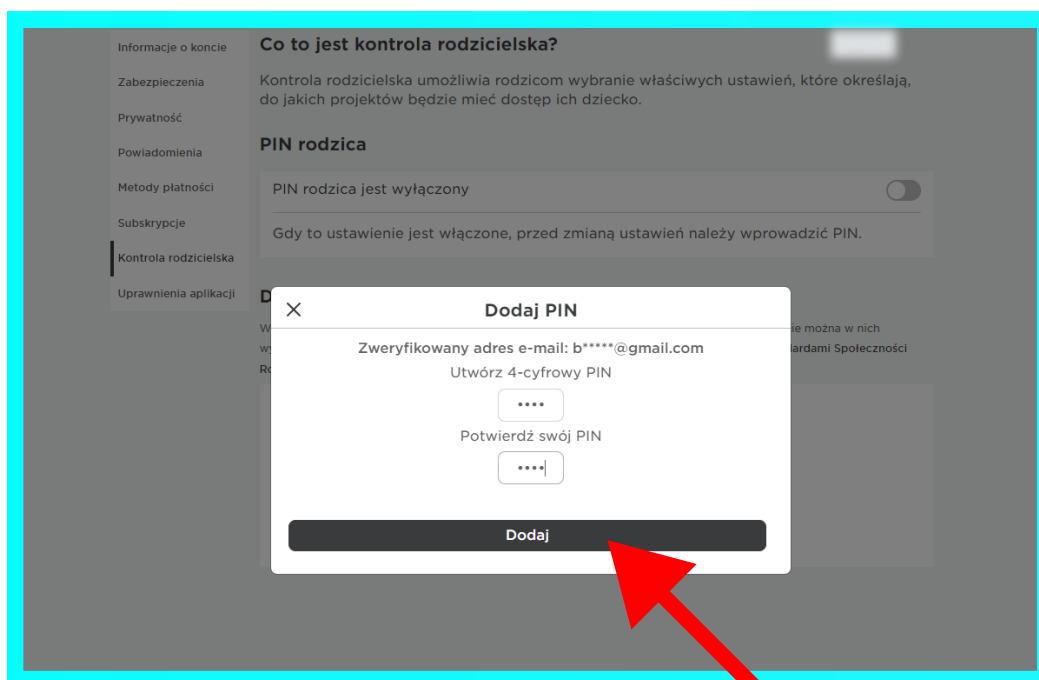 Informacje o koncie
Zabezpieczenia
Prywatność
Powiadomienia
Metody płatności
Subskrypcje
Kontrola rodzicielska
Uprawnienia aplikacji
Co to jest kontrola rodzicielska?
Kontrola rodzicielska umożliwia rodzicom wybranie właściwych ustawień, które określają,
do jakich projektów będzie mieć dostęp ich dziecko.
PIN rodzica
PIN rodzica jest wyłączony
Gdy to ustawienie jest włączone, przed zmianą ustawień należy wprowadzić PIN.
można w nich
Społeczności
Dodaj PIN
Zweryfikowany adres e-mail: b*****@gmail.com
Utwórz 4-cyfrowy PIN
••••
Potwierdź swój PIN
••••
Dodaj